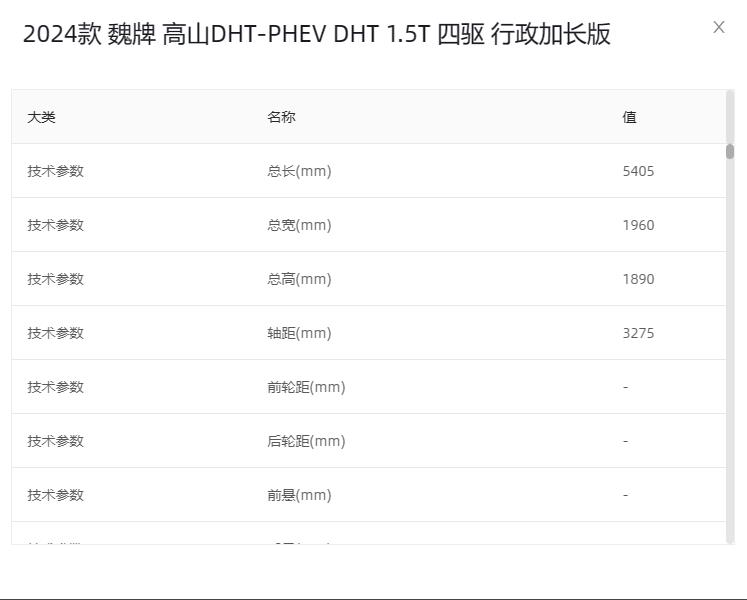 2024款 魏牌 高山DHT-PHEV DHT 1.5T 四驱 行政加长版
大类 名称 值
技术参数 总长(mm) 5405
技术参数 总宽(mm) 1960
技术参数 总高(mm) 1890
技术参数 轴距(mm) 3275
技术参数 前轮距(mm) -
技术参数 后轮距(mm) -
技术参数 前悬(mm) -